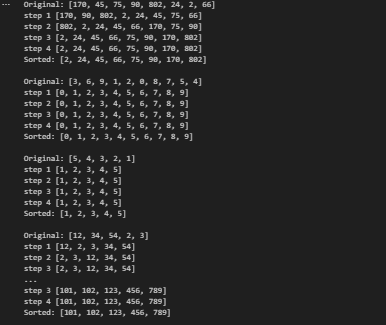 ... Original: [170, 45, 75, 90, 802, 24, 2, 66]
step 1 [170, 90, 802, 2, 24, 45, 75, 66]
step 2 [802, 2, 24, 45, 66, 170, 75, 90]
step 3 [2, 24, 45, 66, 75, 90, 170, 802]
step 4 [2, 24, 45, 66, 75, 90, 170, 802]
Sorted: [2, 24, 45, 66, 75, 90, 170, 802]
Original: [3, 6, 9, 1, 2, 0, 8, 7, 5, 4]
step 1 [0, 1, 2, 3, 4, 5, 6, 7, 8, 9]
step 2 [0, 1, 2, 3, 4, 5, 6, 7, 8, 9]
step 3 [0, 1, 2, 3, 4, 5, 6, 7, 8, 9]
step 4 [0, 1, 2, 3, 4, 5, 6, 7, 8, 9]
Sorted: [0, 1, 2, 3, 4, 5, 6, 7, 8, 9]
Original: [5, 4, 3, 2, 1]
step 1 [1, 2, 3, 4, 5]
step 2 [1, 2, 3, 4, 5]
step 3 [1, 2, 3, 4, 5]
step 4 [1, 2, 3, 4, 5]
Sorted: [1, 2, 3, 4, 5]
Original: [12, 34, 54, 2, 3]
step 1 [12, 2, 3, 34, 54]
step 2 [2, 3, 12, 34, 54]
step 3 [2, 3, 12, 34, 54]
...
step 3 [101, 102, 123, 456, 789]
step 4 [101, 102, 123, 456, 789]
Sorted: [101, 102, 123, 456, 789]